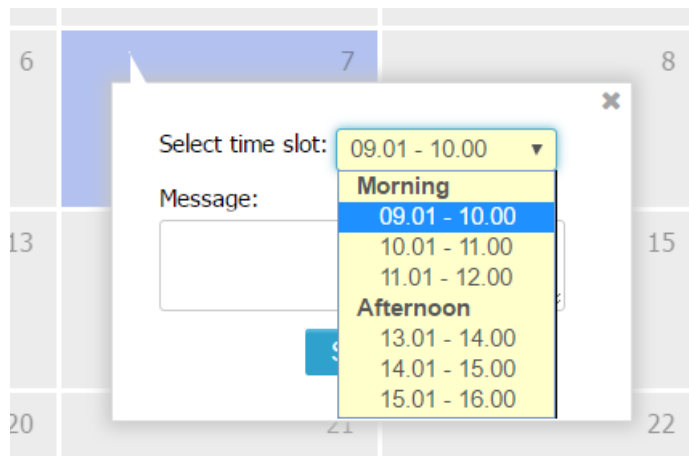 6 7 8
✖
Select time slot: 09.01 - 10.00 ▼
Morning
09.01 - 10.00
Message:
10.01 - 11.00
11.01 - 12.00
Afternoon
13.01 - 14.00
14.01 - 15.00
15.01 - 16.00
13 15
20 21 22